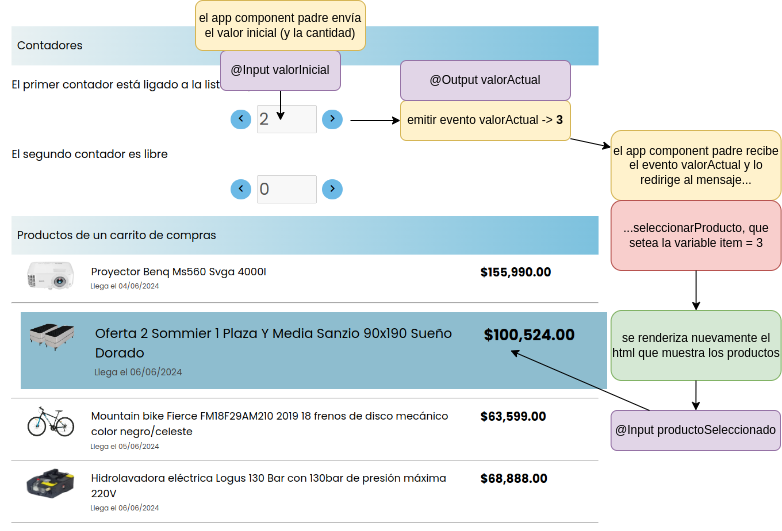 el app component padre envía
el valor inicial (y la cantidad)
Contadores
@Input valorInicial
@Output valorActual
El primer contador está ligado a la list
2
emitir evento valorActual -> 3
El segundo contador es libre
0
el app component padre recibe
el evento valorActual y lo
redirige al mensaje...
...seleccionarProducto, que
setea la variable item = 3
Productos de un carrito de compras
Proyector Benq Ms560 Svga 4000l $155,990.00
Llega el 04/06/2024
Oferta 2 Sommier 1 Plaza Y Media Sanzio 90x190 Sueño $100,524.00
Dorado
Llega el 06/06/2024
se renderiza nuevamente el
html que muestra los productos
Mountain bike Fierce FM18F29AM210 2019 18 frenos de disco mecánico $63,599.00
color negro/celeste
Llega el 05/06/2024
@Input productoSeleccionado
Hidrolavadora eléctrica Logus 130 Bar con 130bar de presión máxima $68,888.00
220V
Llega el 06/06/2024